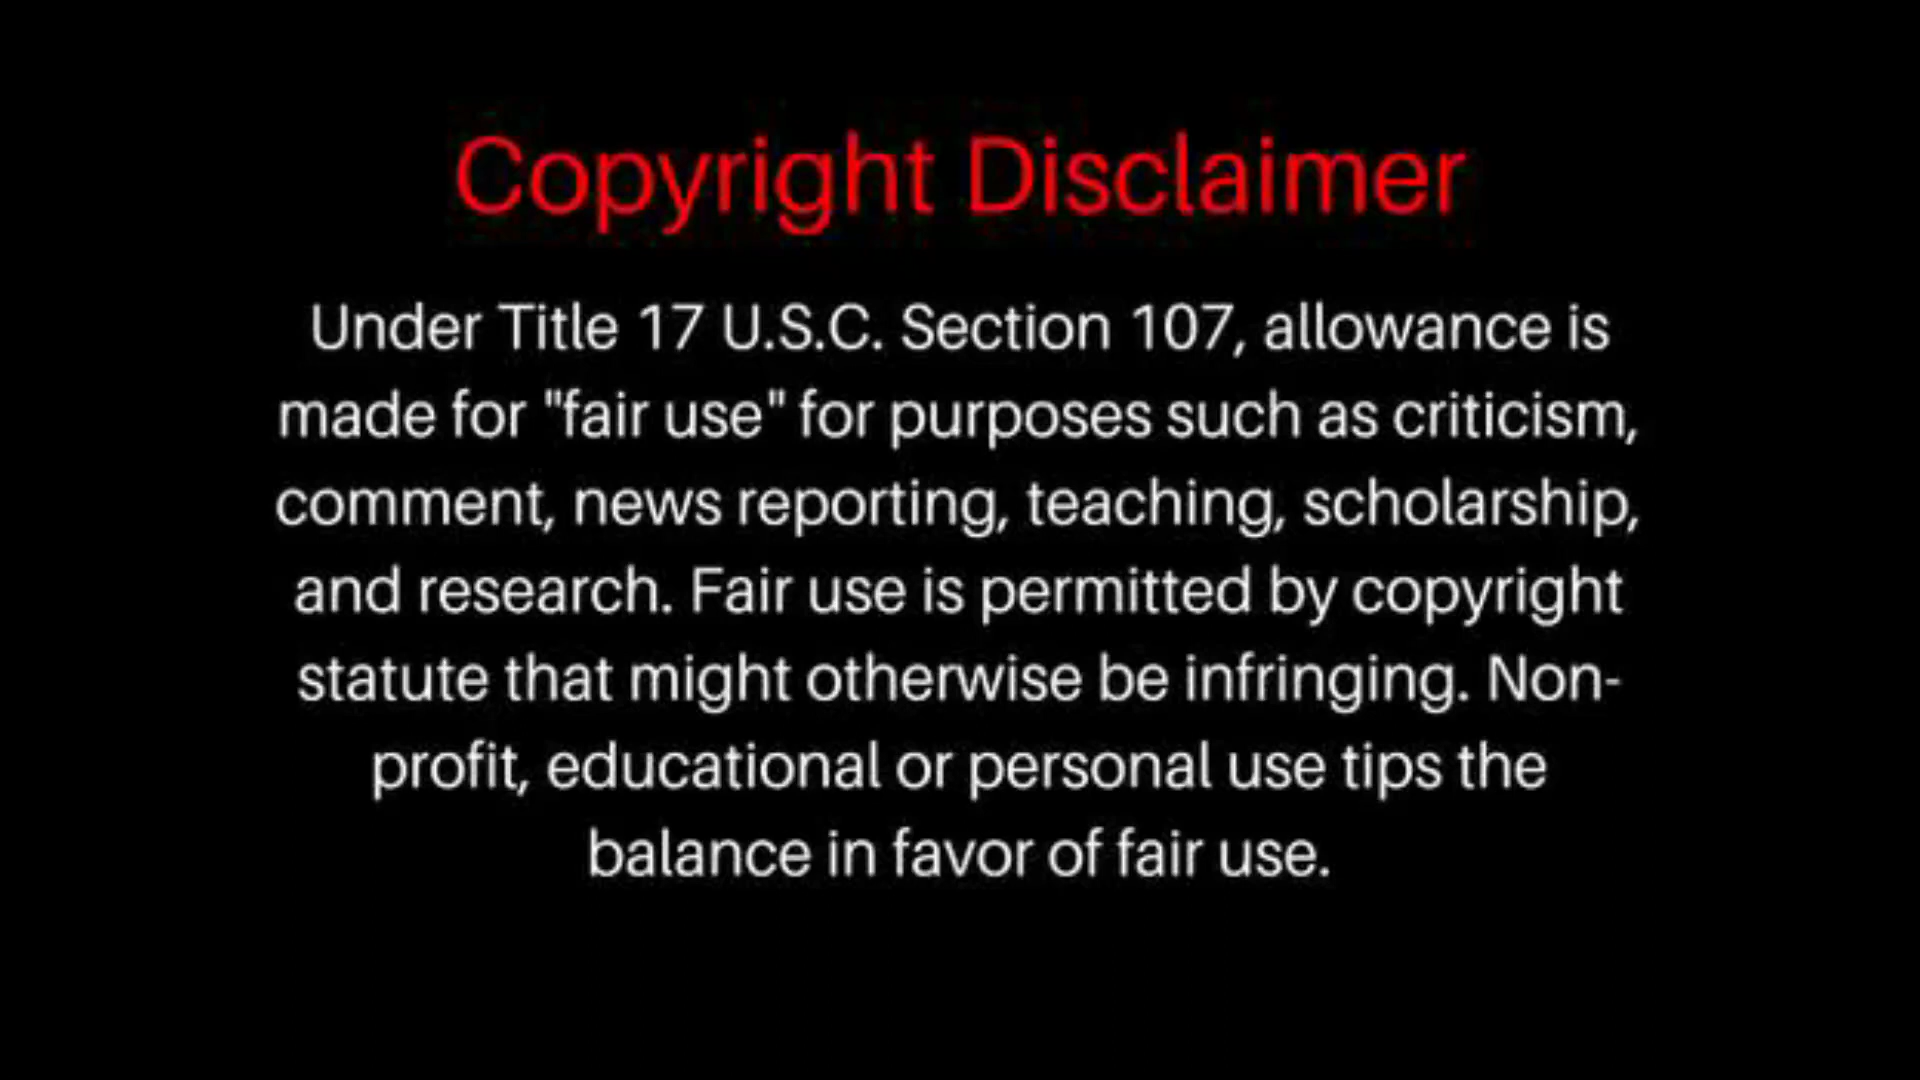 Copyright Disclaimer
Under Title 17 U.S.C. Section 107, allowance is
made for "fair use" for purposes such as criticism,
comment, news reporting, teaching, scholarship,
and research. Fair use is permitted by copyright
statute that might otherwise be infringing. Non-
profit, educational or personal use tips the
balance in favor of fair use.